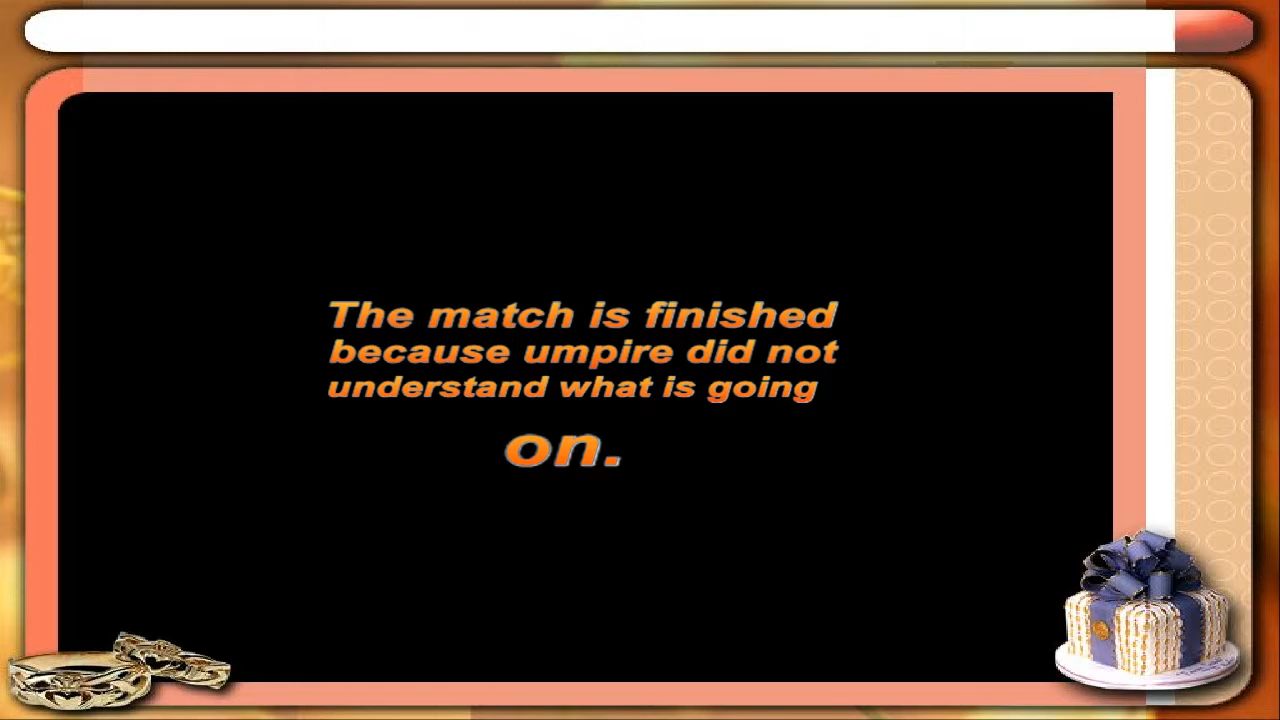 The match is finished
because umpire did not
understand what is going
on.